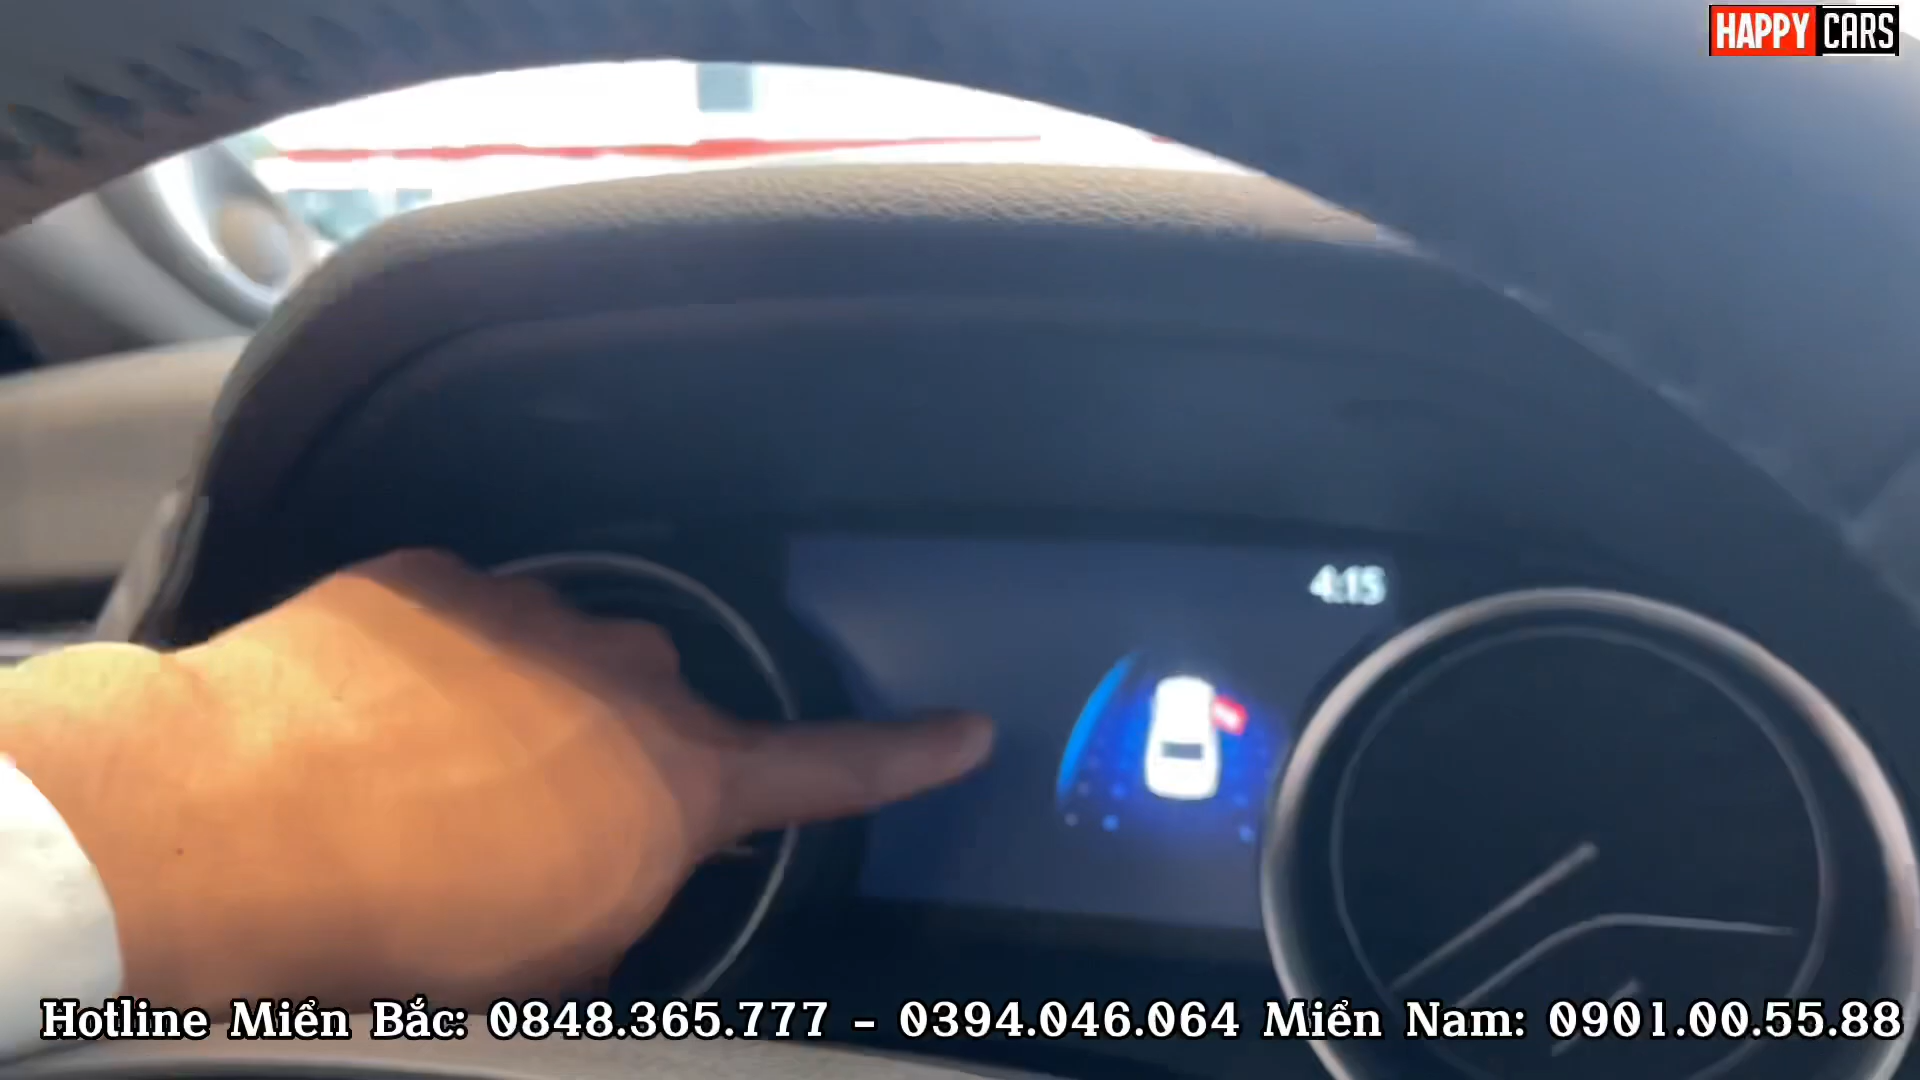 HAPPY CARS
4:15
Hotline Miền Bắc: 0848.365.777 - 0394.046.064 Miền Nam: 0901.00.55.88